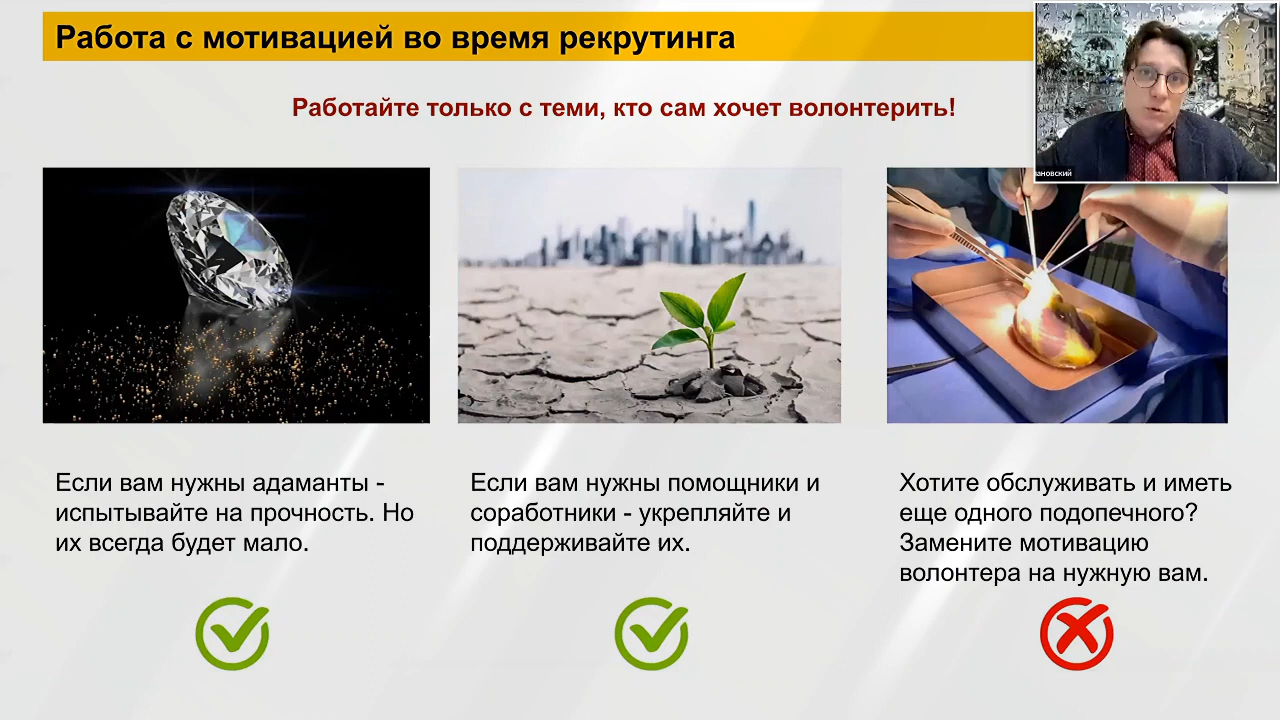 Работа с мотивацией во время рекрутинга
Работайте только с теми, кто сам хочет волонтерить!
Если вам нужны адаманты -
испытывайте на прочность. Но
их всегда будет мало.
Если вам нужны помощники и
соработники - укрепляйте и
поддерживайте их.
Хотите обслуживать и иметь
еще одного подопечного?
Замените мотивацию
волонтера на нужную вам.